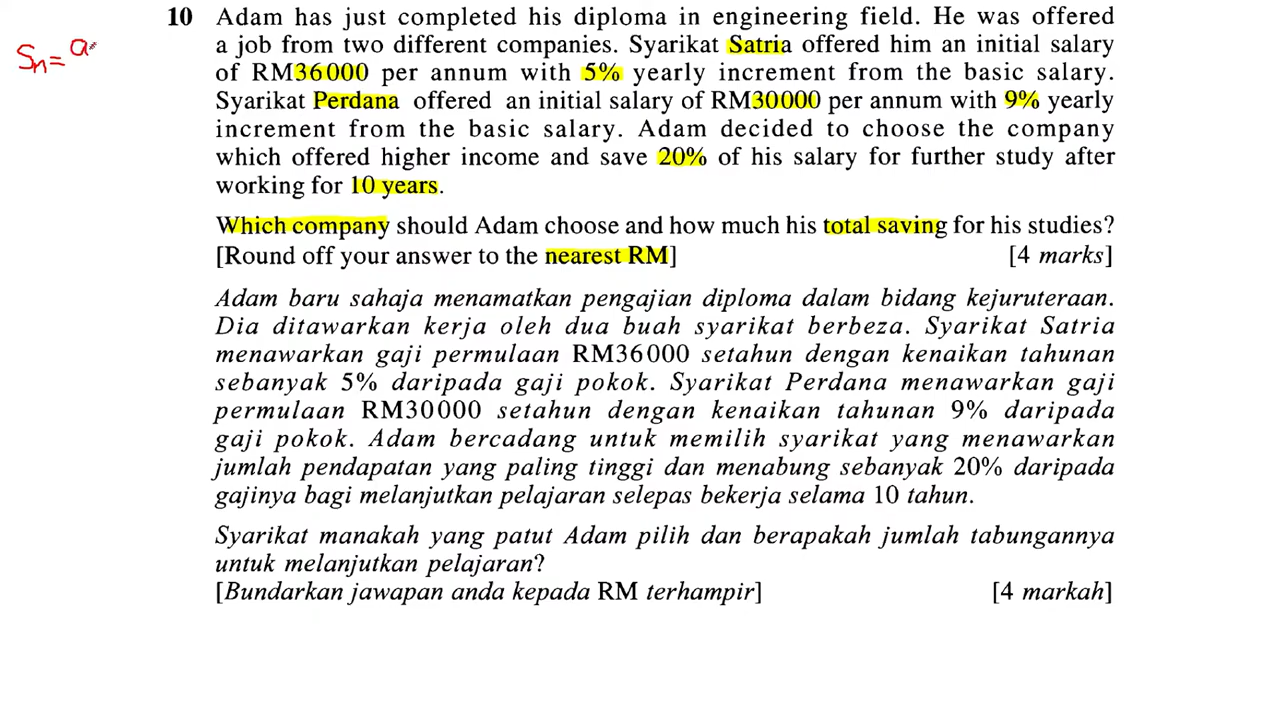 10 Adam has just completed his diploma in engineering field. He was offered
Sn= a
a job from two different companies. Syarikat Satria offered him an initial salary
of RM36000 per annum with 5% yearly increment from the basic salary.
Syarikat Perdana offered an initial salary of RM30000 per annum with 9% yearly
increment from the basic salary. Adam decided to choose the company
which offered higher income and save 20% of his salary for further study after
working for 10 years.
Which company should Adam choose and how much his total saving for his studies?
[Round off your answer to the nearest RM] [4 marks]
Adam baru sahaja menamatkan pengajian diploma dalam bidang kejuruteraan.
Dia ditawarkan kerja oleh dua buah syarikat berbeza. Syarikat Satria
menawarkan gaji permulaan RM36000 setahun dengan kenaikan tahunan
sebanyak 5% daripada gaji pokok. Syarikat Perdana menawarkan gaji
permulaan RM30000 setahun dengan kenaikan tahunan 9% daripada
gaji pokok. Adam bercadang untuk memilih syarikat yang menawarkan
jumlah pendapatan yang paling tinggi dan menabung sebanyak 20% daripada
gajinya bagi melanjutkan pelajaran selepas bekerja selama 10 tahun.
Syarikat manakah yang patut Adam pilih dan berapakah jumlah tabungannya
untuk melanjutkan pelajaran?
[Bundarkan jawapan anda kepada RM terhampir] [4 markah]